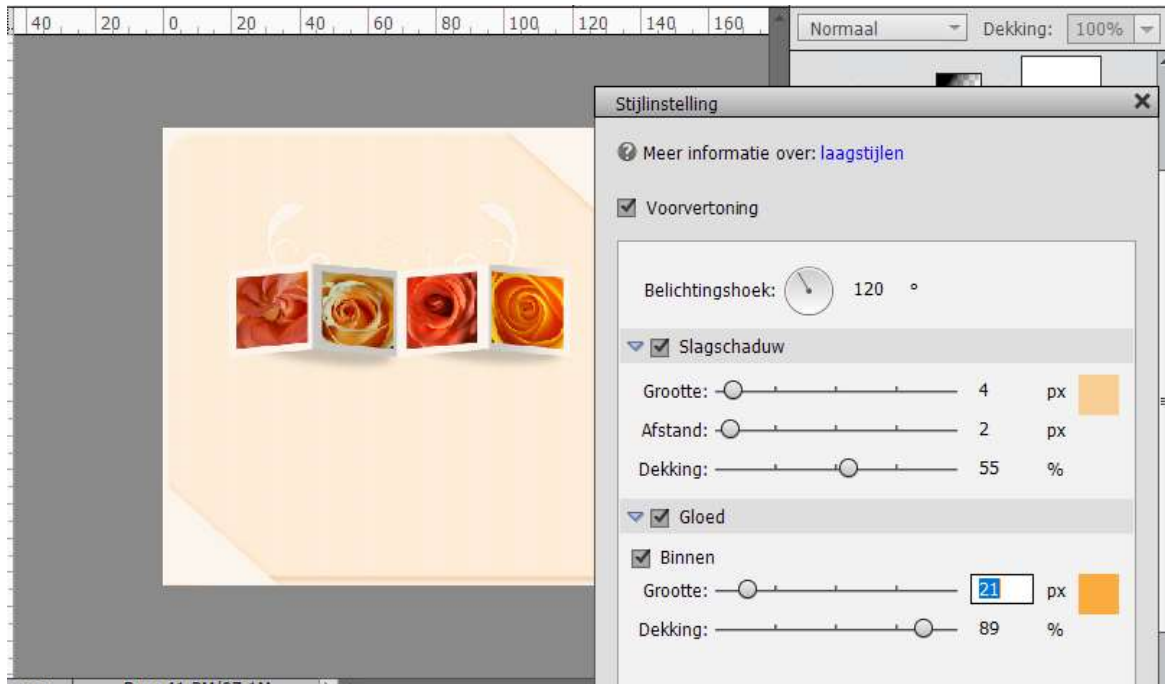 40 20 0 20 40 60 80 100 120 140 160
Normaal Dekking: 100%
Stijlinstelling
Meer informatie over: laagstijlen
Voorvertoning
Belichtingshoek: 120 °
Slagschaduw
Grootte: 4 px
Afstand: 2 px
Dekking: 55 %
Gloed
Binnen
Grootte: 21 px
Dekking: 89 %